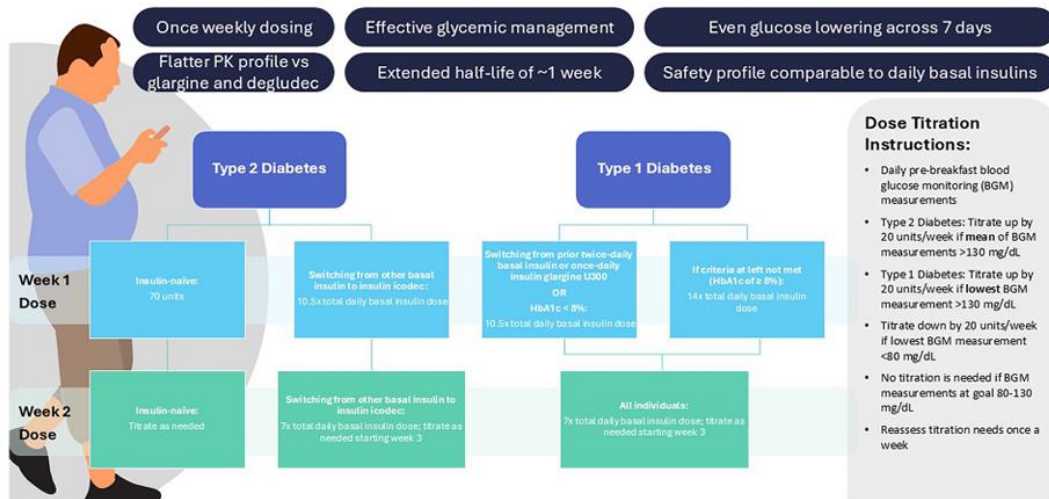 Once weekly dosing
Effective glycemic management
Even glucose lowering across 7 days
Flatter PK profile vs
glargine and degludec
Extended half-life of ~1 week
Safety profile comparable to daily basal insulins
Type 2 Diabetes
Type 1 Diabetes
Week 1
Dose
Insulin-naïve:
70 units
Switching from other basal
insulin to insulin icodec:
10.5x total daily basal insulin dose
Switching from prior twice-daily
basal insulin or once-daily
insulin glargine U300
OR
HbA1c < 8%:
10.5x total daily basal insulin dose
If criteria at left not met
(HbA1c of ≥ 8%):
14x total daily basal insulin
dose
Week 2
Dose
Insulin-naïve:
Titrate as needed
Switching from other basal insulin to
insulin icodec:
7x total daily basal insulin dose; titrate as
needed starting week 3
All individuals:
7x total daily basal insulin dose; titrate as
needed starting week 3
Dose Titration
Instructions:
• Daily pre-breakfast blood
glucose monitoring (BGM)
measurements
• Type 2 Diabetes: Titrate up by
20 units/week if mean of BGM
measurements >130 mg/dL
• Type 1 Diabetes: Titrate up by
20 units/week if lowest BGM
measurement >130 mg/dL
• Titrate down by 20 units/week
if lowest BGM measurement
<80 mg/dL
• No titration is needed if BGM
measurements at goal 80-130
mg/dL
• Reassess titration needs once a
week